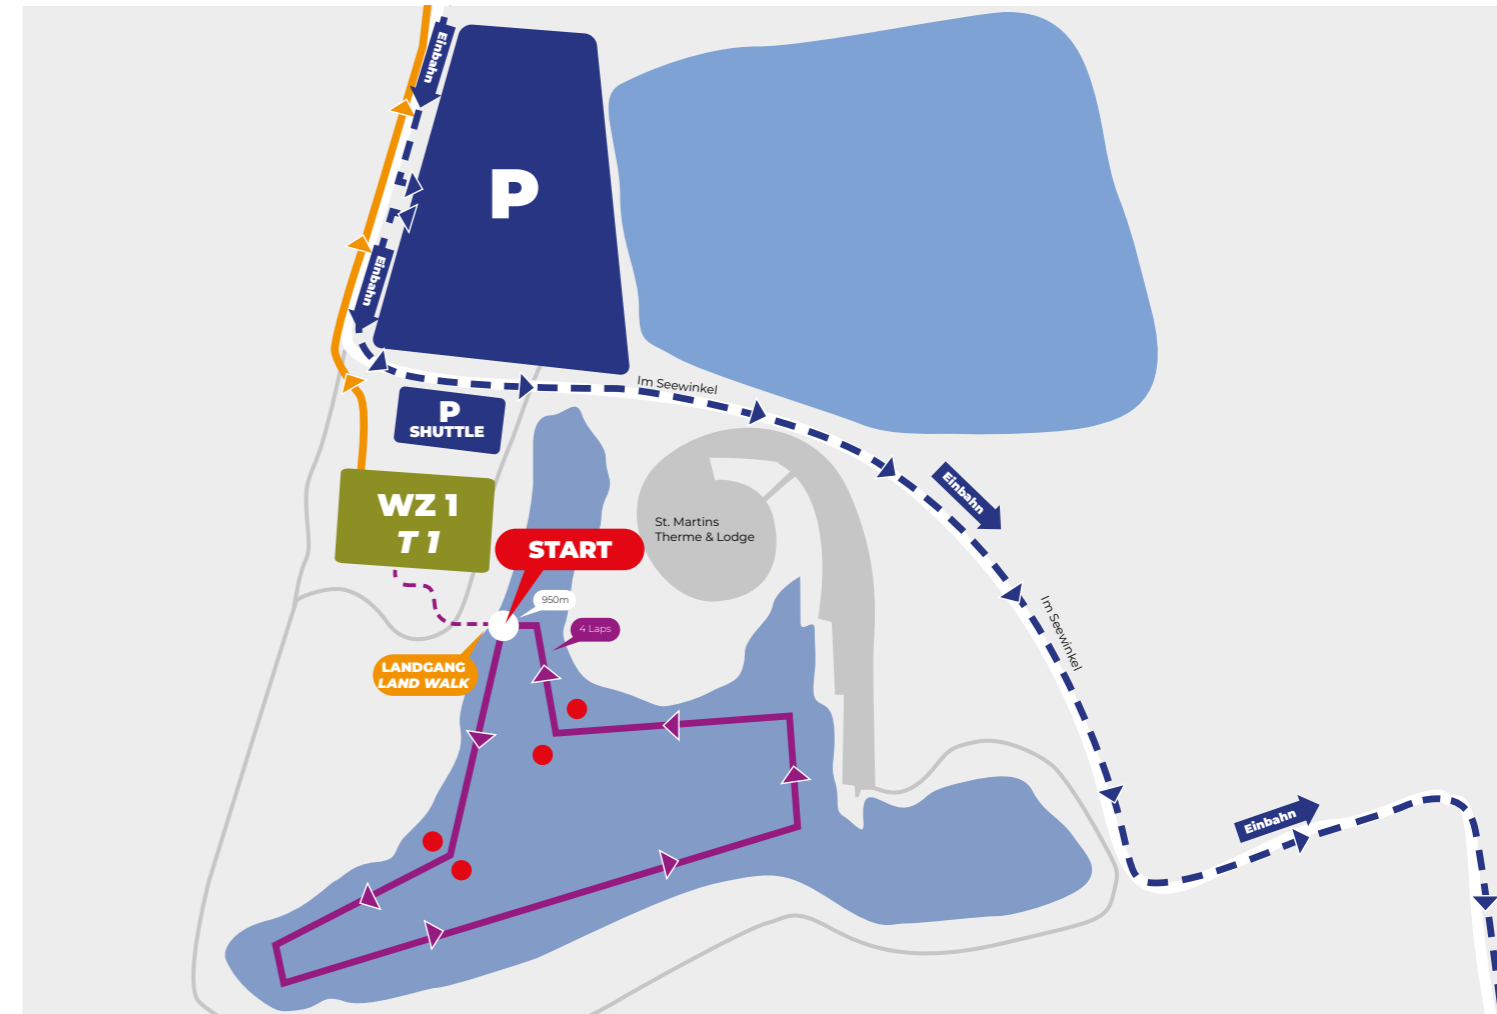 Einbahn
P
Einbahn
Im Seewinkel
P
SHUTTLE
Einbahn
WZ 1
T 1
St. Martins
Therme & Lodge
START
950m
4 Laps
Im Seewinkel
LANDGANG
LAND WALK
Einbahn